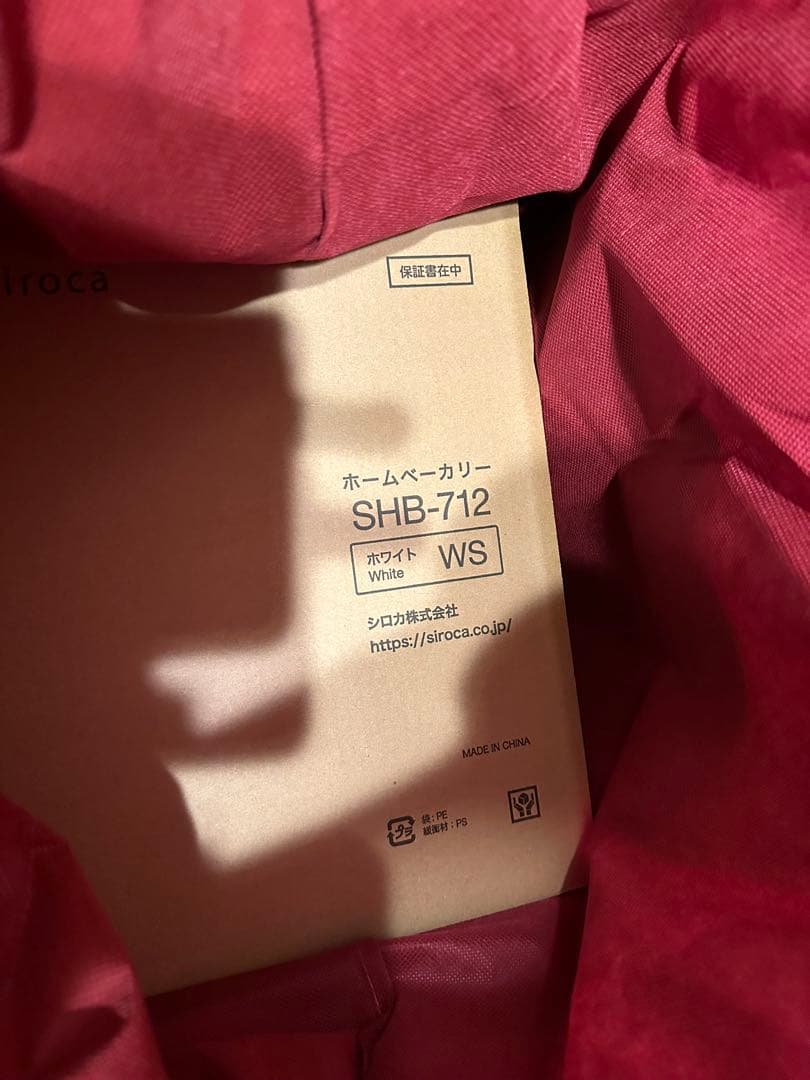 siroca
保証書在中
ホームベーカリー
SHB-712
ホワイト
White
WS
シロカ株式会社
https://siroca.co.jp/
MADE IN CHINA
プラ
袋:PE
緩衝材:PS